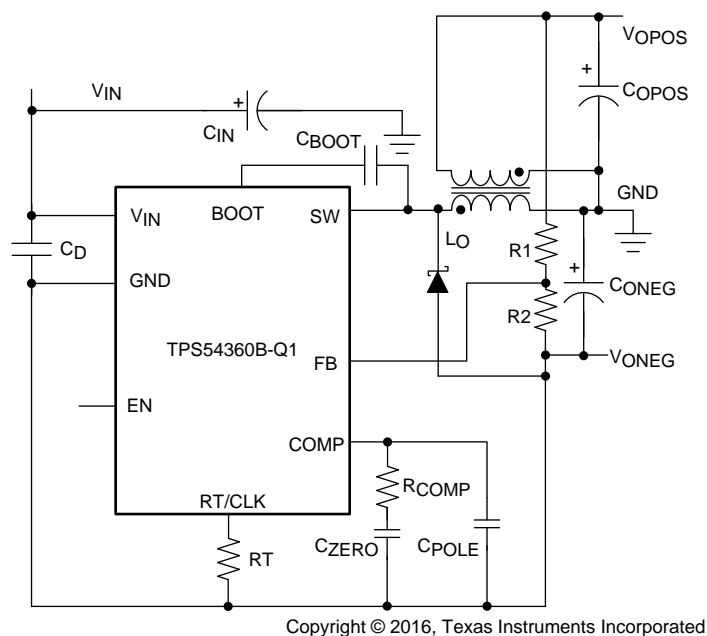 VOPOS
+
COPOS
VIN
+
CIN
CBOOT
GND
BOOT
VIN
SW
LO
R1
+
CD
GND
CONEG
R2
TPS54360B-Q1
FB
VONEG
EN
COMP
RCOMP
RT/CLK
CZERO
CPOLE
RT
Copyright © 2016, Texas Instruments Incorporated